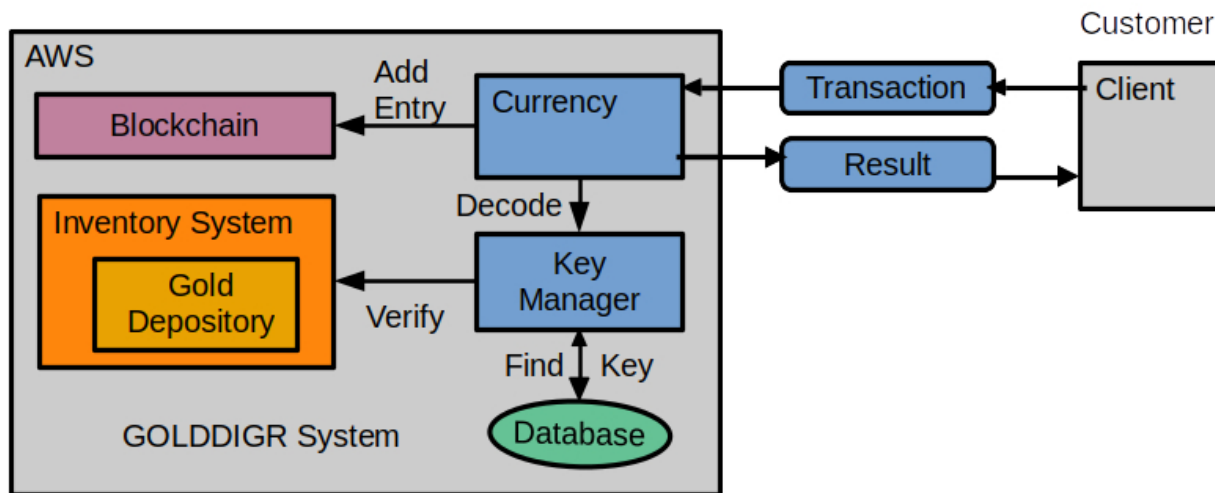 Customer
AWS
Add
Entry
Blockchain
Currency
Transaction
Client
Result
Decode
Inventory System
Gold
Depository
Key
Manager
Verify
Find Key
Database
GOLDDIGR System